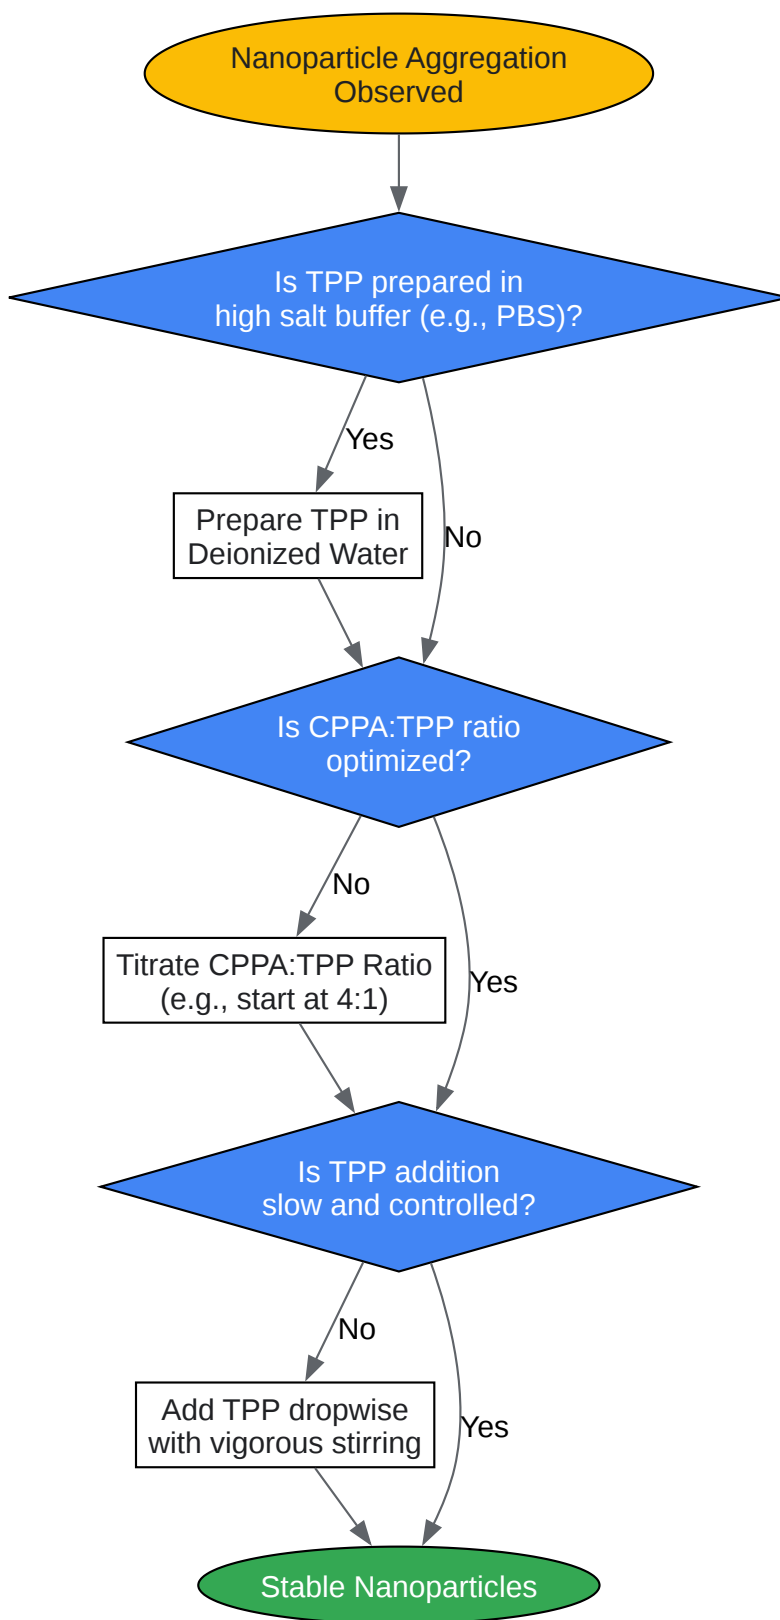 Nanoparticle Aggregation
Observed
Is TPP prepared in
high salt buffer (e.g., PBS)?
Yes
Prepare TPP in
Deionized Water
No
Is CPPA:TPP ratio
optimized?
No
Titrate CPPA:TPP Ratio
(e.g., start at 4:1)
Yes
Is TPP addition
slow and controlled?
No
Add TPP dropwise
with vigorous stirring
Yes
Stable Nanoparticles